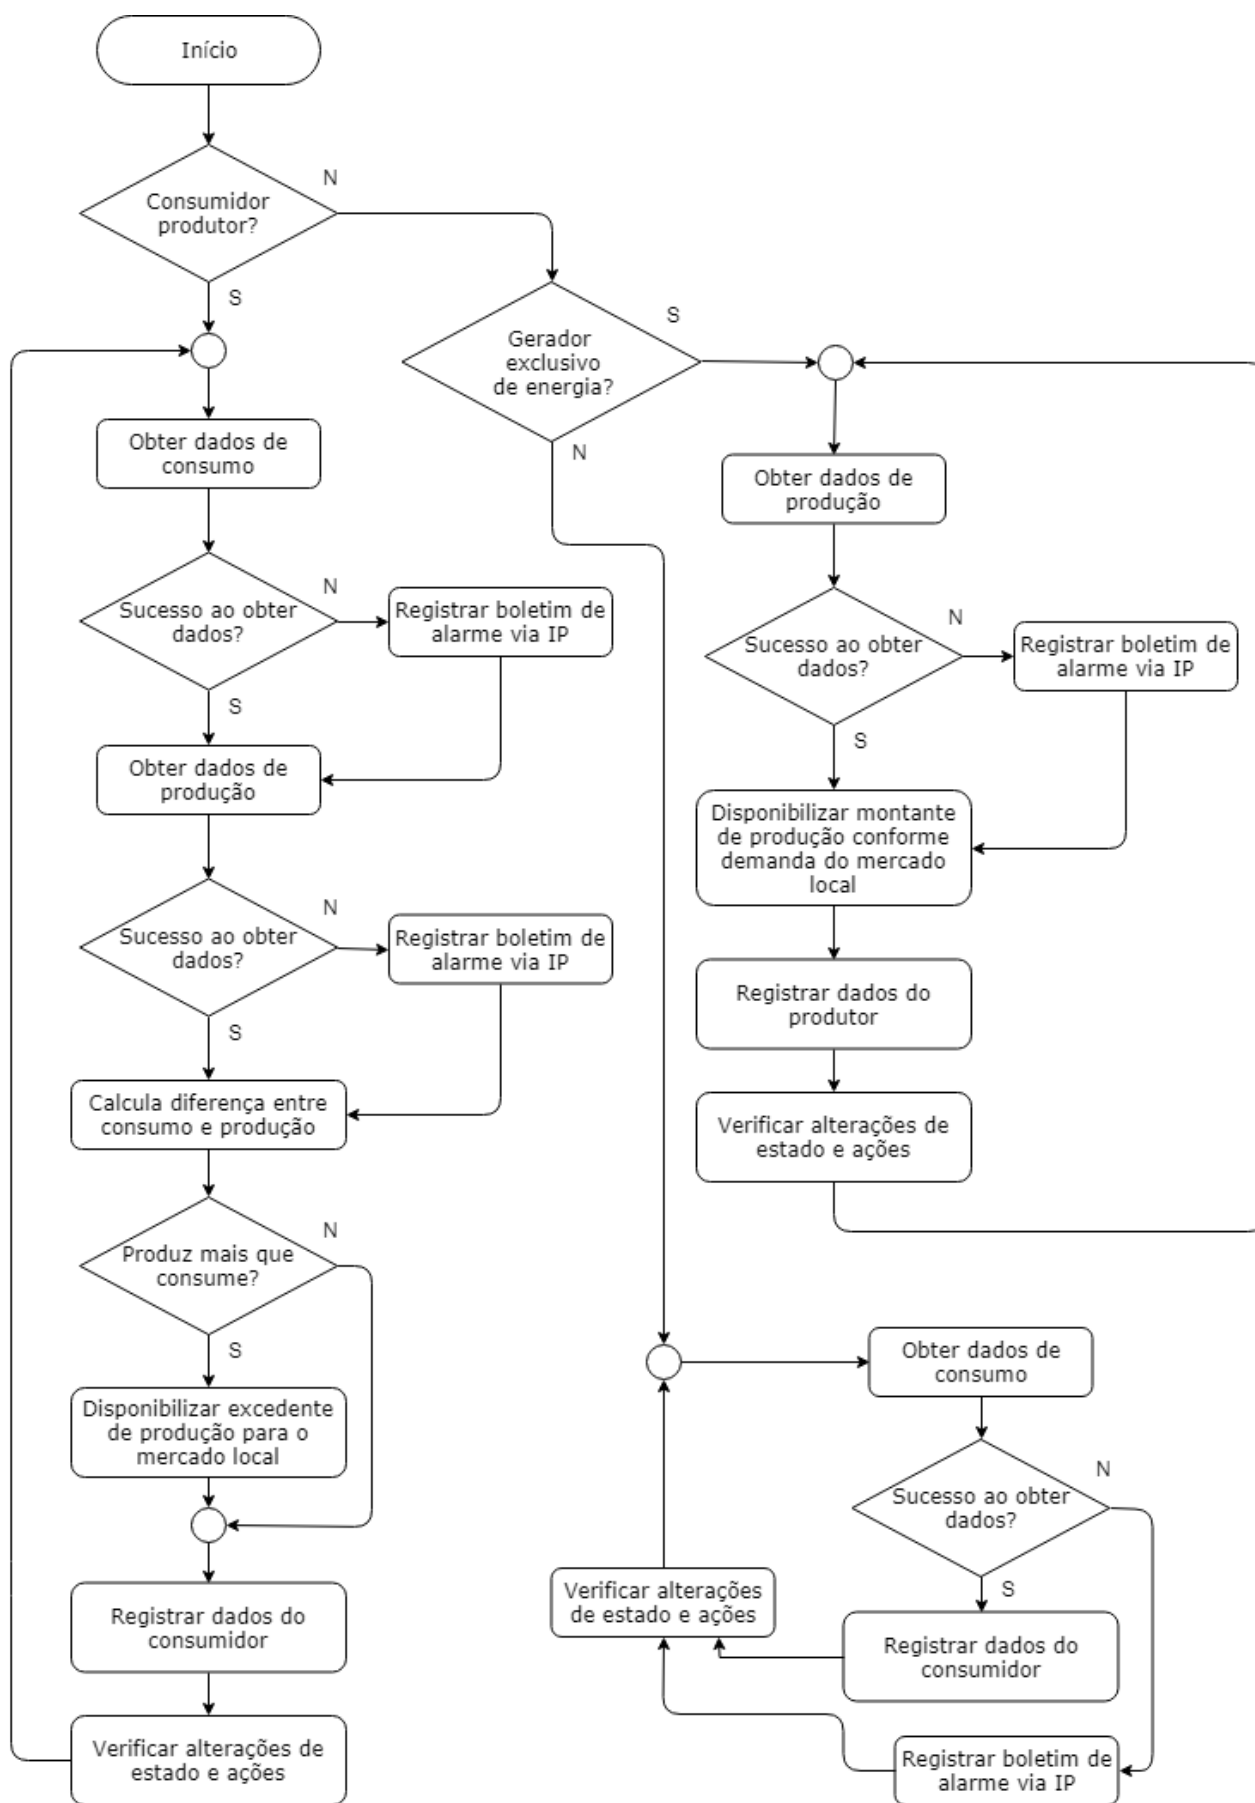 Início
Consumidor
produtor?
N
S
Gerador
exclusivo
de energia?
S
N
Obter dados de
consumo
Sucesso ao obter
dados?
N
S
Registrar boletim de
alarme via IP
Obter dados de
produção
Sucesso ao obter
dados?
N
S
Registrar boletim de
alarme via IP
Calcula diferença entre
consumo e produção
Produz mais que
consume?
N
S
Disponibilizar excedente
de produção para o
mercado local
Registrar dados do
consumidor
Verificar alterações de
estado e ações
Obter dados de
produção
Sucesso ao obter
dados?
N
S
Registrar boletim de
alarme via IP
Disponibilizar montante
de produção conforme
demanda do mercado
local
Registrar dados do
produtor
Verificar alterações de
estado e ações
Obter dados de
consumo
Sucesso ao obter
dados?
N
S
Registrar dados do
consumidor
Verificar alterações
de estado e ações
Registrar boletim de
alarme via IP